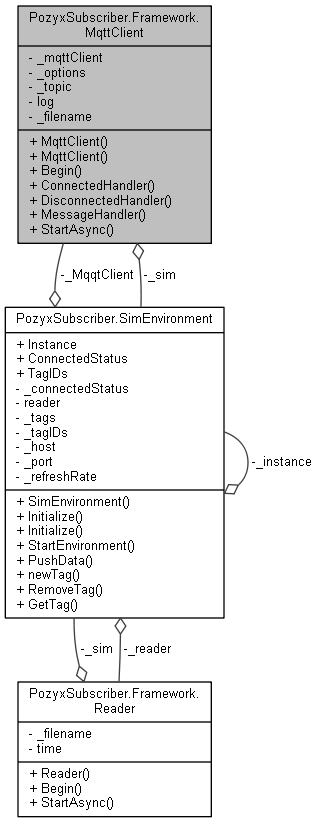 PozyxSubscriber.Framework.
MqttClient
- _mqttClient
- _options
- _topic
- log
- _filename
+ MqttClient()
+ MqttClient()
+ Begin()
+ ConnectedHandler()
+ DisconnectedHandler()
+ MessageHandler()
+ StartAsync()
-_MqqtClient
-_sim
PozyxSubscriber.SimEnvironment
+ Instance
+ ConnectedStatus
+ TagIDs
- _connectedStatus
- reader
- _tags
- _tagIDs
- _host
- _port
- _refreshRate
-_instance
+ SimEnvironment()
+ Initialize()
+ Initialize()
+ StartEnvironment()
+ PushData()
+ newTag()
+ RemoveTag()
+ GetTag()
-_sim
-_reader
PozyxSubscriber.Framework.
Reader
- _filename
- time
+ Reader()
+ Begin()
+ StartAsync()